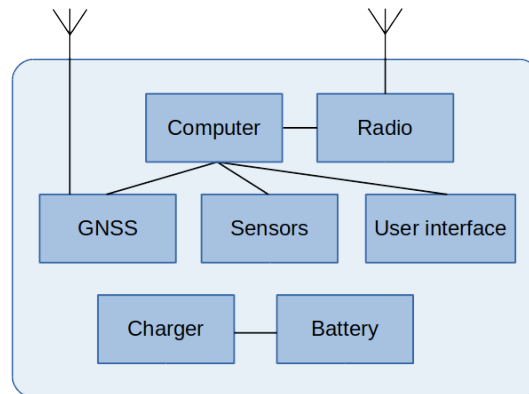 Computer
Radio
GNSS
Sensors
User interface
Charger
Battery